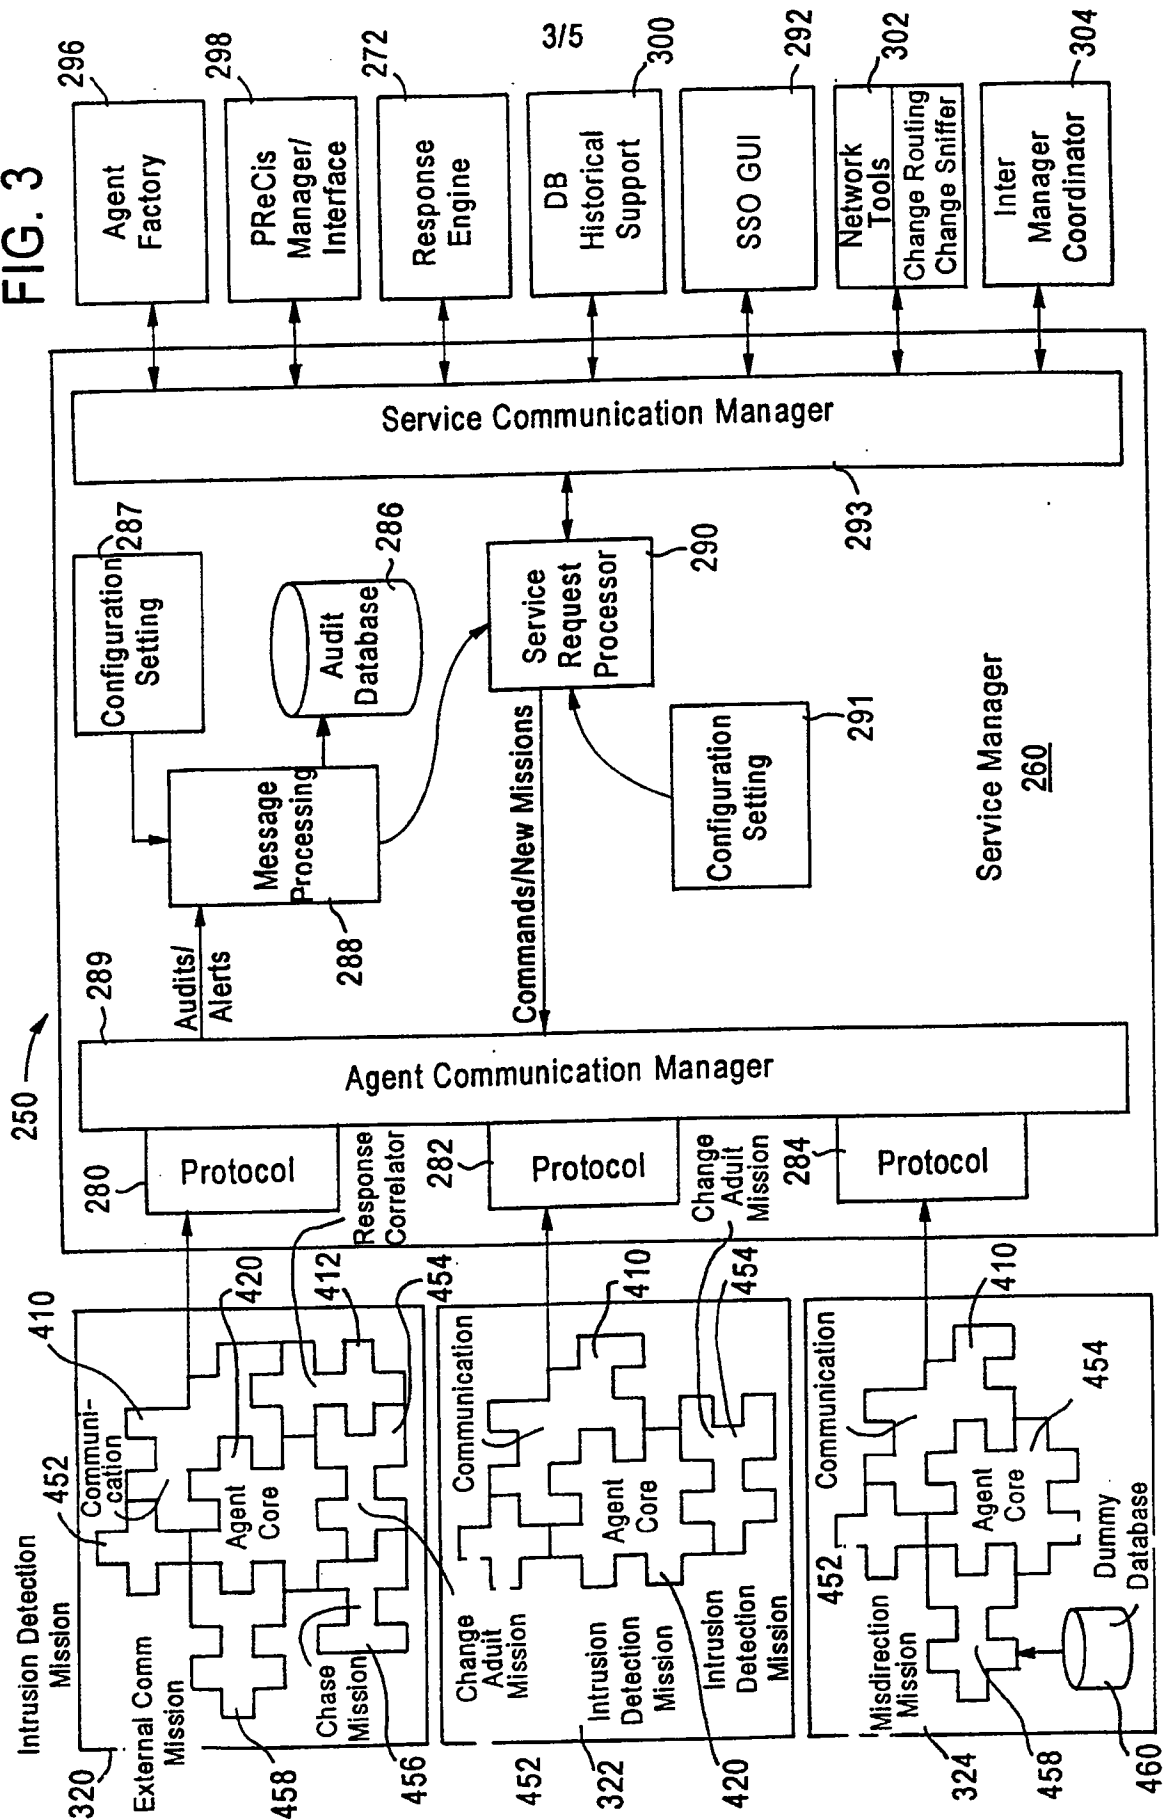 FIG. 3
3/5
250
296
Agent
Factory
298
PReCis
Manager/
Interface
272
Response
Engine
300
DB
Historical
Support
292
SSO GUI
302
Network
Tools
Change Routing
Change Sniffer
304
Inter
Manager
Coordinator
Service Communication Manager
293
287
Configuration
Setting
286
Audit
Database
290
Service
Request
Processor
291
Configuration
Setting
Message
Processing
288
Audits/
Alerts
Commands/New Missions
Service Manager
260
289
Agent Communication Manager
280
Protocol
282
Protocol
284
Protocol
Response
Correlator
Change
Aduit
Mission
410
420
412
454
Communi-
cation
452
Agent
Core
Intrusion Detection
Mission
External Comm
Mission
320
458
Chase
Mission
456
Change
Aduit
Mission
410
454
Communication
Agent
Core
452
Intrusion
Detection
Mission
322
420
Intrusion
Detection
Mission
410
454
Communication
Agent
Core
452
Misdirection
Mission
324
458
Dummy
Database
460